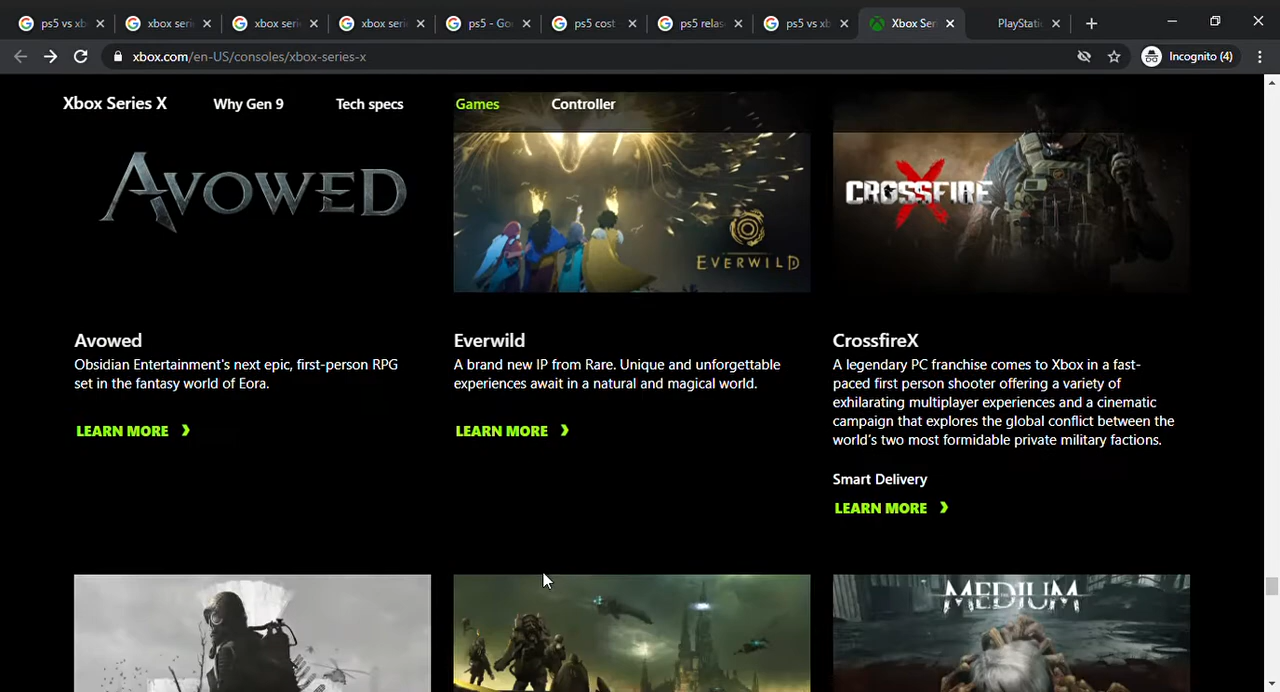 ps5 vs xb
xbox seri
xbox seri
xbox seri
ps5 - Go
ps5 cost
ps5 relas
ps5 vs xb
Xbox Ser
PlayStati
xbox.com/en-US/consoles/xbox-series-x
Incognito (4)
Xbox Series X
Why Gen 9
Tech specs
Games
Controller
AVOWED
EVERWILD
CROSSFIRE X
Avowed
Obsidian Entertainment's next epic, first-person RPG
set in the fantasy world of Eora.
LEARN MORE
Everwild
A brand new IP from Rare. Unique and unforgettable
experiences await in a natural and magical world.
LEARN MORE
CrossfireX
A legendary PC franchise comes to Xbox in a fast-
paced first person shooter offering a variety of
exhilarating multiplayer experiences and a cinematic
campaign that explores the global conflict between the
world's two most formidable private military factions.
Smart Delivery
LEARN MORE
MEDIUM